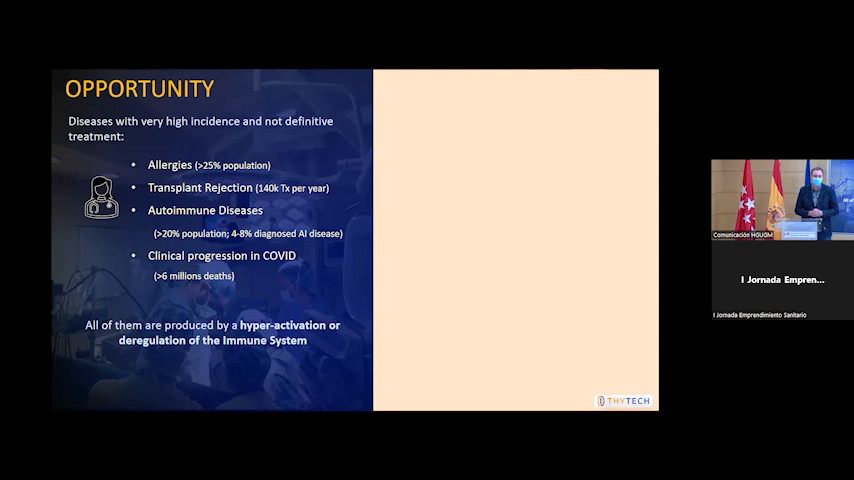 OPPORTUNITY
Diseases with very high incidence and not definitive
treatment:
• Allergies (>25% population)
• Transplant Rejection (140k Tx per year)
• Autoimmune Diseases
(>20% population; 4-8% diagnosed AI disease)
• Clinical progression in COVID
(>6 millions deaths)
All of them are produced by a hyper-activation or
deregulation of the Immune System
THYTECH
All of
Comunicación HGUGM
I Jornada Empren...
I Jornada Emprendimiento Sanitario